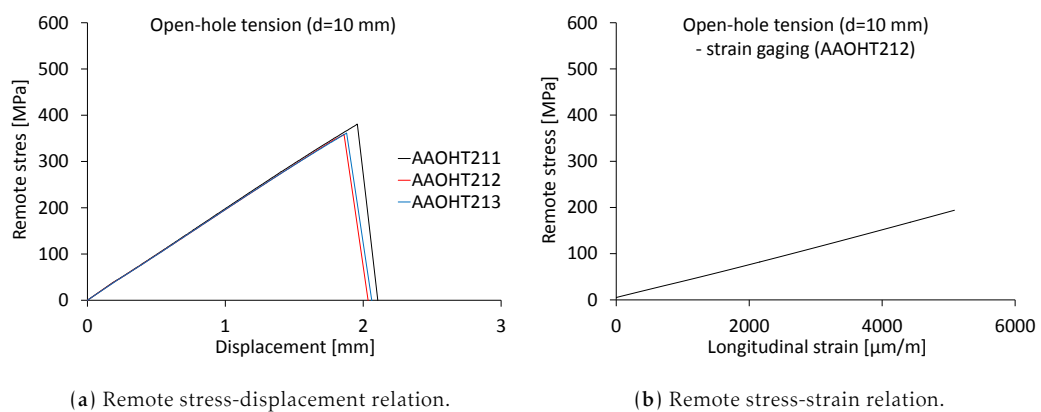 Open-hole tension (d=10 mm)
600
500
400
300
200
100
0
Remote stres [MPa]
AAOHT211
AAOHT212
AAOHT213
0 1 2 3
Displacement [mm]
(a) Remote stress-displacement relation.
Open-hole tension (d=10 mm)
- strain gaging (AAOHT212)
600
500
400
300
200
100
0
Remote stress [MPa]
0 2000 4000 6000
Longitudinal strain [µm/m]
(b) Remote stress-strain relation.